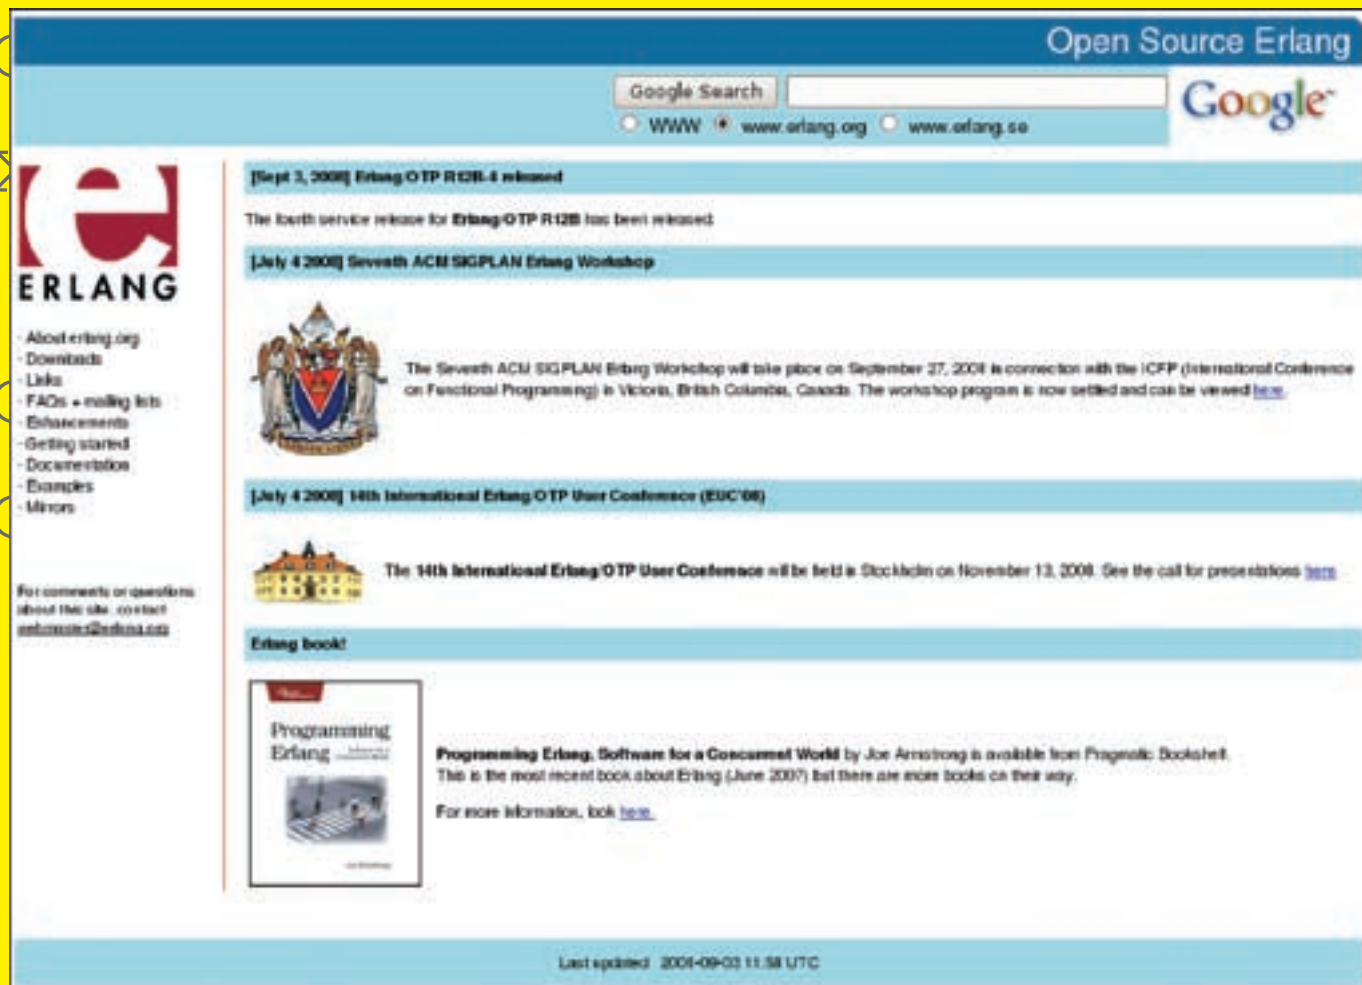 Open Source Erlang
Google Search
Google
WWW www.erlang.org www.erlang.se
ERLANG
- About erlang.org
- Downloads
- Links
- FAQs + mailing lists
- Enhancements
- Getting started
- Documentation
- Examples
- Mirrors
For comments or questions
about this site, contact
webmaster@erlang.org
[Sept 3, 2008] Erlang/OTP R12B-4 released
The fourth service release for Erlang/OTP R12B has been released.
[July 4 2008] Seventh ACM SIGPLAN Erlang Workshop
The Seventh ACM SIGPLAN Erlang Workshop will take place on September 27, 2008 in connection with the ICFP (International Conference
on Functional Programming) in Victoria, British Columbia, Canada. The workshop program is now settled and can be viewed here.
[July 4 2008] 14th International Erlang/OTP User Conference (EUC'08)
The 14th International Erlang/OTP User Conference will be held in Stockholm on November 13, 2008. See the call for presentations here.
Erlang book!
Programming
Erlang
Programming Erlang, Software for a Concurrent World by Joe Armstrong is available from Pragmatic Bookshelf.
This is the most recent book about Erlang (June 2007) but there are more books on their way.
For more information, look here.
Last updated 2008-09-03 11:58 UTC